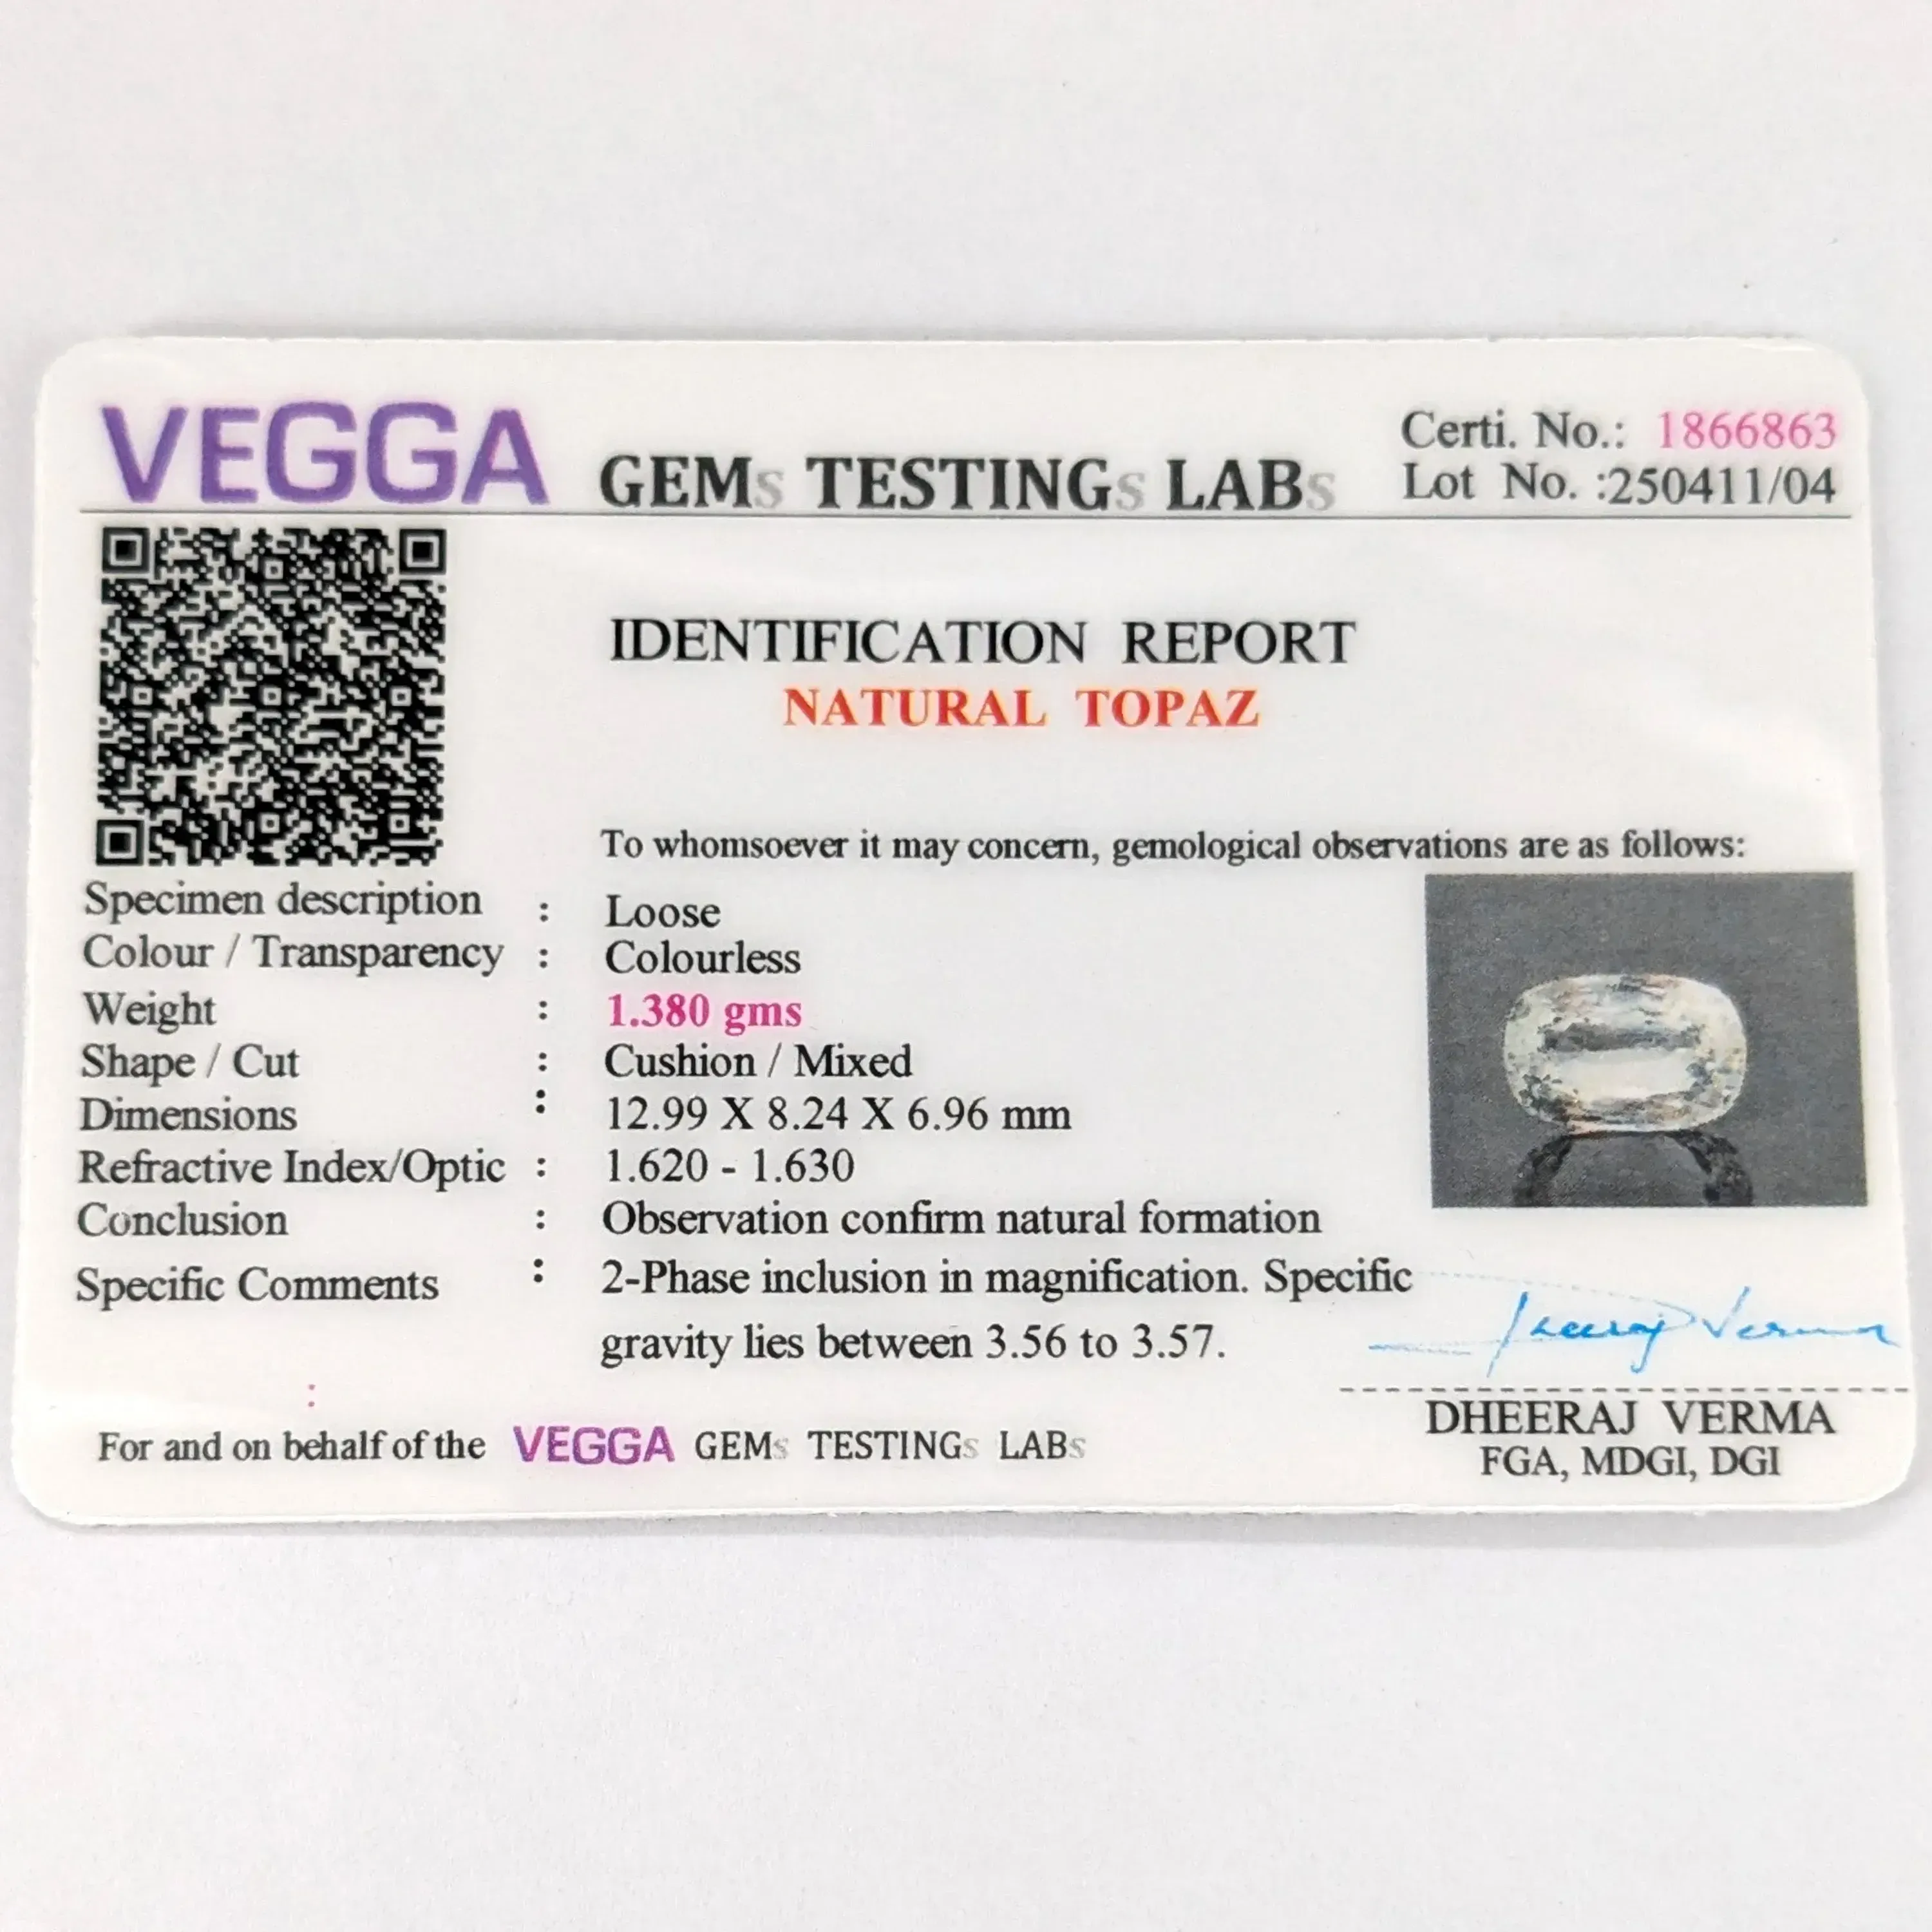 VEGGA GEMs TESTINGs LABs
Certi. No.: 1866863
Lot No. :250411/04
IDENTIFICATION REPORT
NATURAL TOPAZ
To whomsoever it may concern, gemological observations are as follows:
Specimen description : Loose
Colour / Transparency : Colourless
Weight : 1.380 gms
Shape / Cut : Cushion / Mixed
Dimensions : 12.99 X 8.24 X 6.96 mm
Refractive Index/Optic : 1.620 - 1.630
Conclusion : Observation confirm natural formation
Specific Comments : 2-Phase inclusion in magnification. Specific
gravity lies between 3.56 to 3.57.
:
Dheeraj Verma
DHEERAJ VERMA
FGA, MDGI, DGI
For and on behalf of the VEGGA GEMs TESTINGs LABs